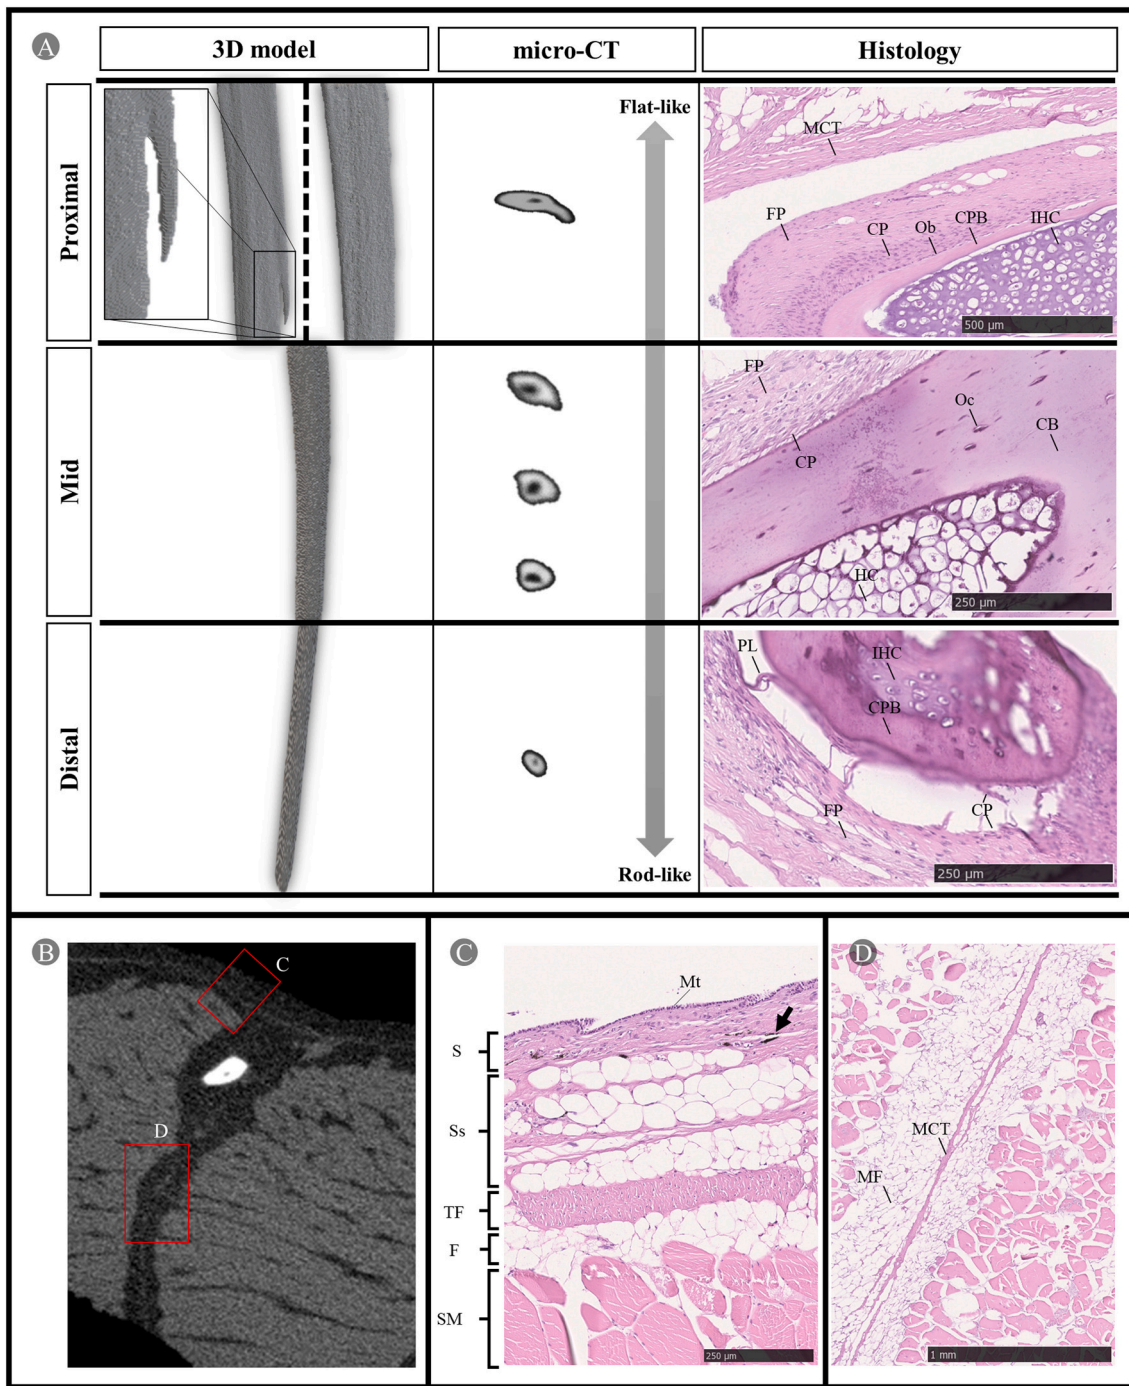 A
3D model
micro-CT
Histology
Proximal
Flat-like
MCT
FP
CP
Ob
CPB
IHC
500 µm
Mid
FP
CP
Oc
CB
HC
250 µm
Distal
Rod-like
PL
IHC
CPB
FP
CP
250 µm
B
C
D
C
Mt
S
Ss
TF
F
SM
250 µm
D
MCT
MF
1 mm